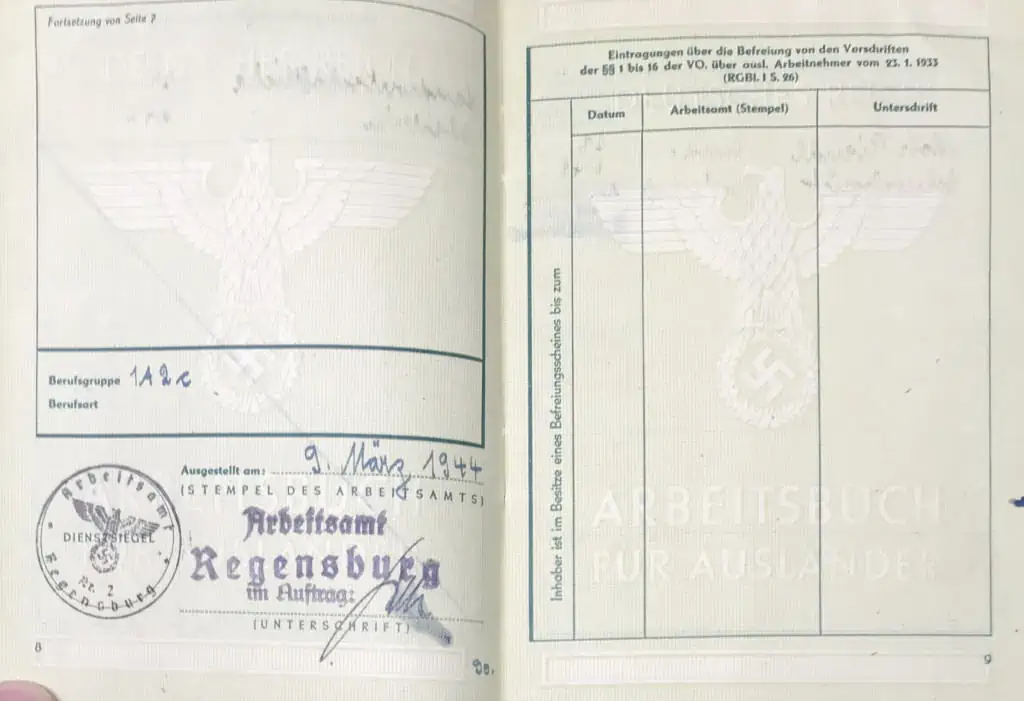 Fortsetzung von Seite 7
Berufsgruppe 1A2c
Berufsart
Ausgestellt am: 9. März 1944
(STEMPEL DES ARBEITSAMTS)
Arbeitsamt
Regensburg
im Auftrag:
(UNTERSCHRIFT)
Arbeitsamt
DIENSTSIEGEL
Nr. 2
Regensburg
8
Eintragungen über die Befreiung von den Vorschriften
der §§ 1 bis 16 der VO. über ausl. Arbeitnehmer vom 23. 1. 1933
(RGBl. I S. 26)
Datum
Arbeitsamt (Stempel)
Unterschrift
Inhaber ist im Besitze eines Befreiungsscheines bis zum
ARBEITSBUCH
FÜR AUSLÄNDER
9